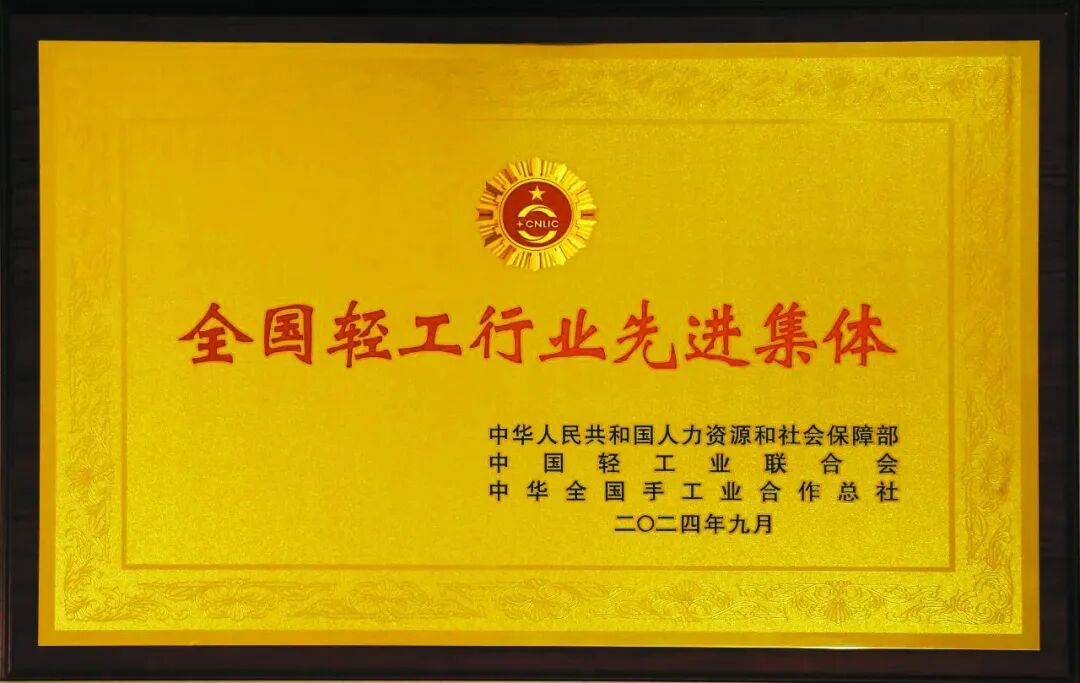 CNLIC
全国轻工行业先进集体
中华人民共和国人力资源和社会保障部
中国轻工业联合会
中华全国手工业合作总社
二〇二四年九月